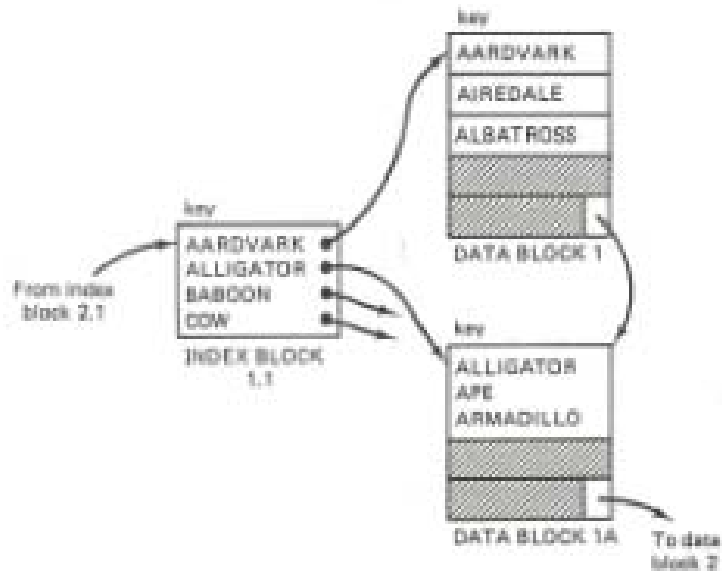 key
AARDVARK
AIREDALE
ALBATROSS
DATA BLOCK 1
key
AARDVARK
ALLIGATOR
BABOON
COW
INDEX BLOCK
1.1
From index
block 2.1
key
ALLIGATOR
APE
ARMADILLO
DATA BLOCK 1A
To data
block 2